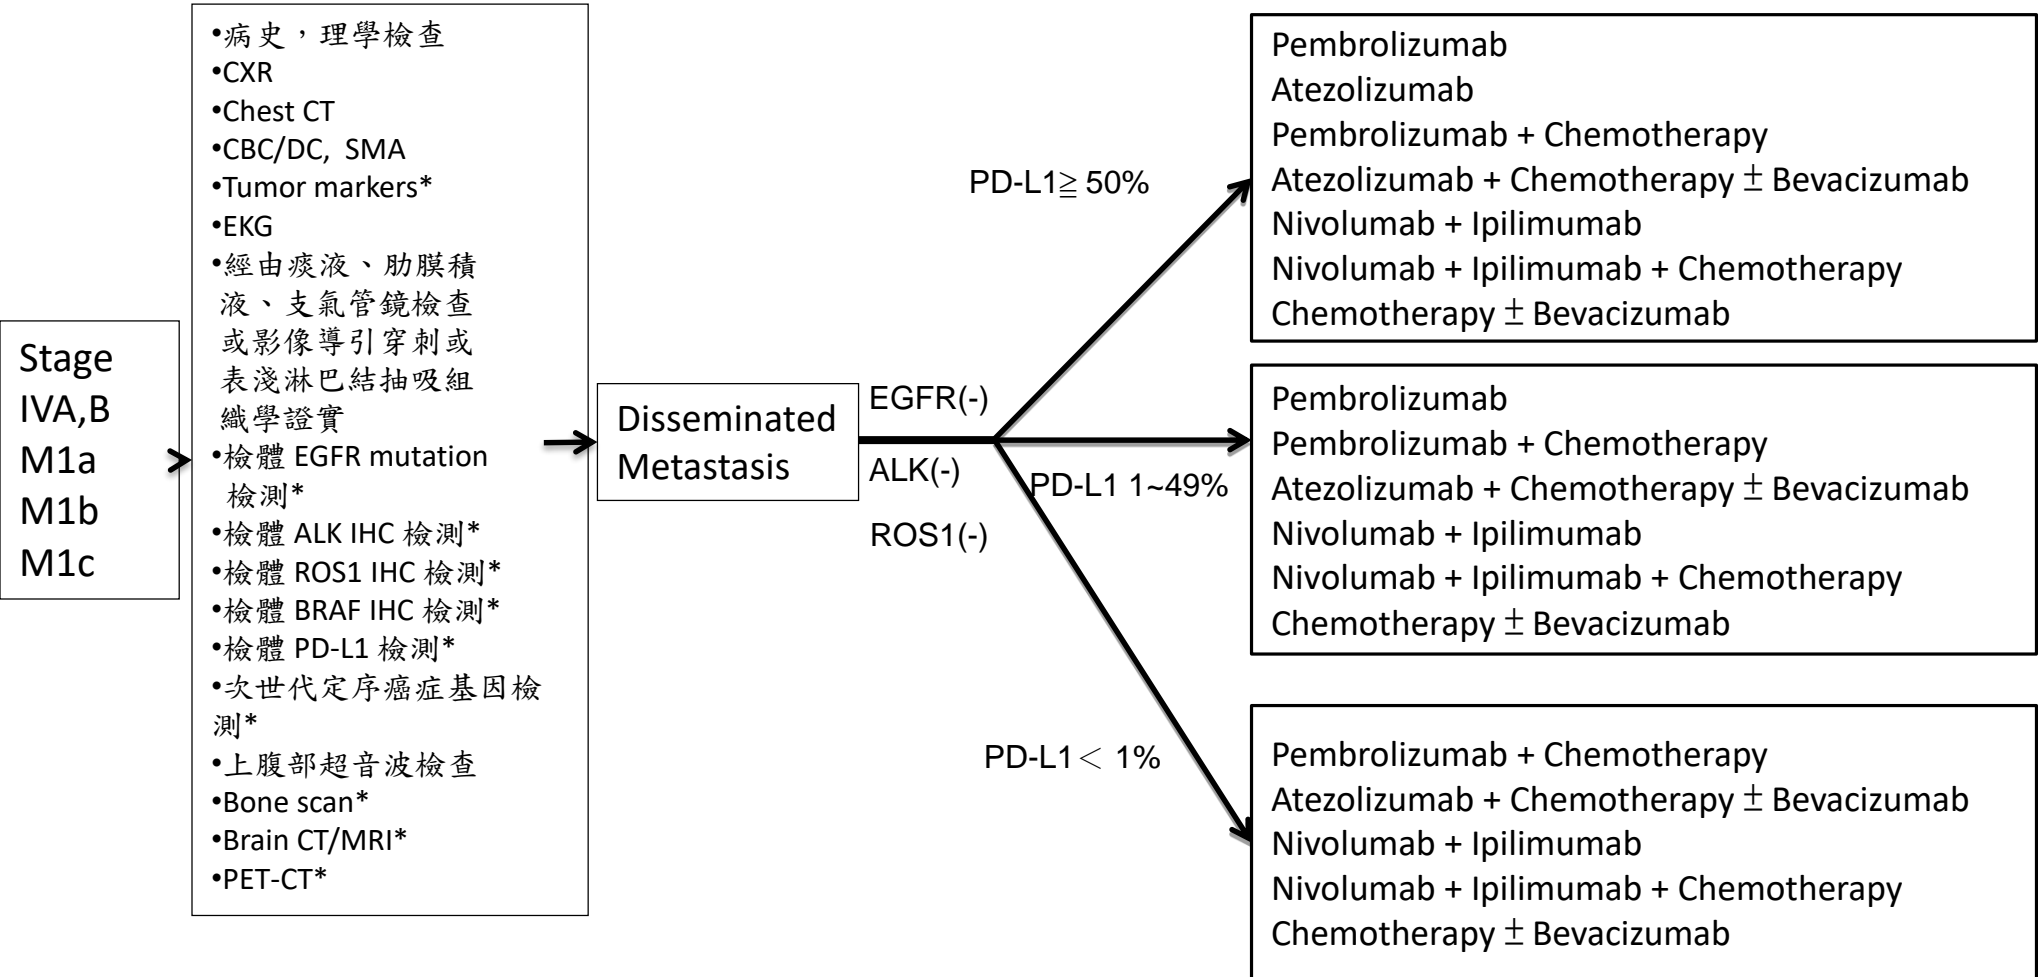 Stage
IVA,B
M1a
M1b
M1c
•病史，理學檢查
•CXR
•Chest CT
•CBC/DC, SMA
•Tumor markers*
•EKG
•經由痰液、肋膜積
液、支氣管鏡檢查
或影像導引穿刺或
表淺淋巴結抽吸組
織學證實
•檢體 EGFR mutation
檢測*
•檢體 ALK IHC 檢測*
•檢體 ROS1 IHC 檢測*
•檢體 BRAF IHC 檢測*
•檢體 PD-L1 檢測*
•次世代定序癌症基因檢
測*
•上腹部超音波檢查
•Bone scan*
•Brain CT/MRI*
•PET-CT*
Disseminated
Metastasis
EGFR(-)
ALK(-)
ROS1(-)
PD-L1≧50%
Pembrolizumab
Atezolizumab
Pembrolizumab + Chemotherapy
Atezolizumab + Chemotherapy ± Bevacizumab
Nivolumab + Ipilimumab
Nivolumab + Ipilimumab + Chemotherapy
Chemotherapy ± Bevacizumab
PD-L1 1~49%
Pembrolizumab
Pembrolizumab + Chemotherapy
Atezolizumab + Chemotherapy ± Bevacizumab
Nivolumab + Ipilimumab
Nivolumab + Ipilimumab + Chemotherapy
Chemotherapy ± Bevacizumab
PD-L1＜ 1%
Pembrolizumab + Chemotherapy
Atezolizumab + Chemotherapy ± Bevacizumab
Nivolumab + Ipilimumab
Nivolumab + Ipilimumab + Chemotherapy
Chemotherapy ± Bevacizumab